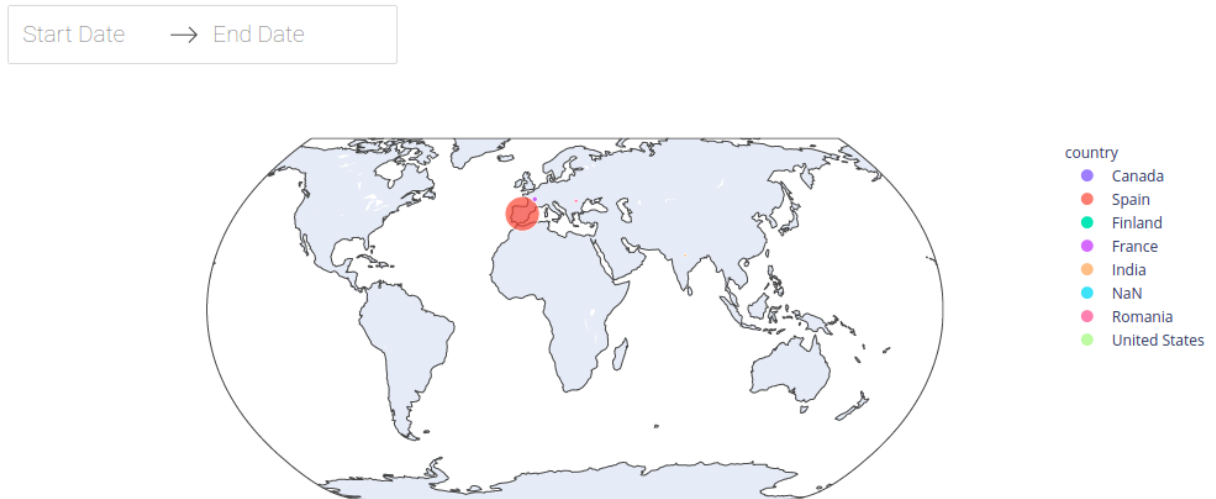 Start Date → End Date
country
Canada
Spain
Finland
France
India
NaN
Romania
United States